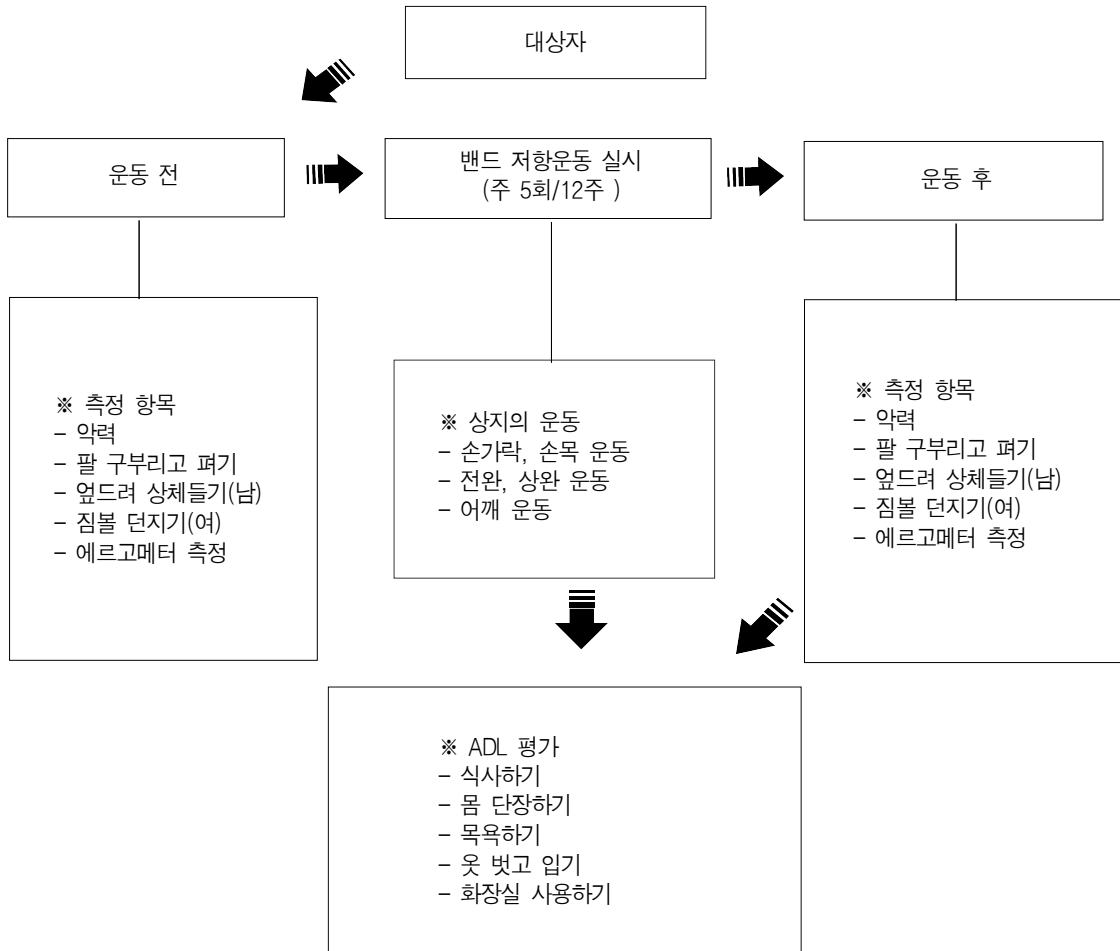 대상자
운동 전
밴드 저항운동 실시
(주 5회/12주 )
운동 후
※ 측정 항목
– 악력
– 팔 구부리고 펴기
– 엎드려 상체들기(남)
– 짐볼 던지기(여)
– 에르고메터 측정
※ 상지의 운동
– 손가락, 손목 운동
– 전완, 상완 운동
– 어깨 운동
※ 측정 항목
– 악력
– 팔 구부리고 펴기
– 엎드려 상체들기(남)
– 짐볼 던지기(여)
– 에르고메터 측정
※ ADL 평가
– 식사하기
– 몸 단장하기
– 목욕하기
– 옷 벗고 입기
– 화장실 사용하기